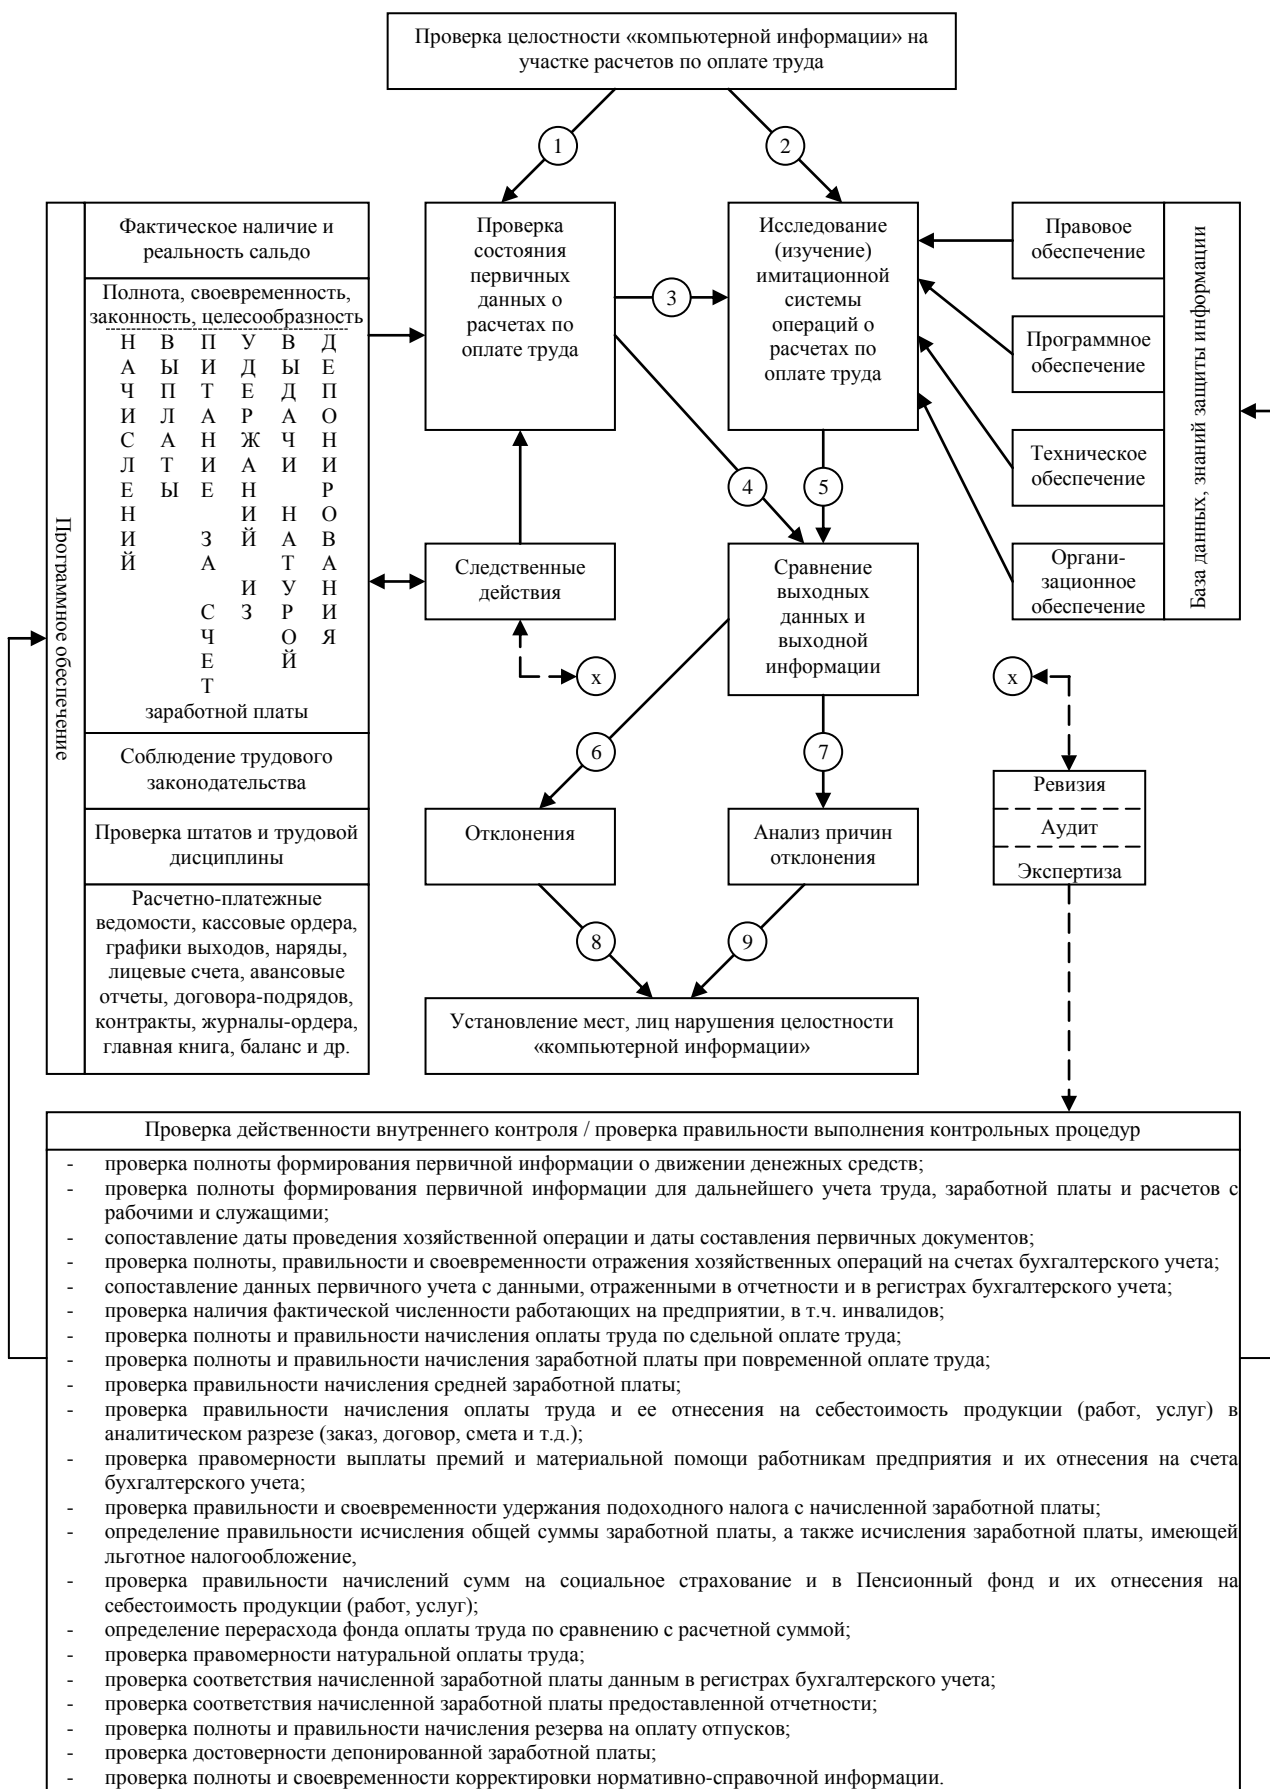 Проверка целостности «компьютерной информации» на
участке расчетов по оплате труда
1
2
Программное обеспечение
Фактическое наличие и
реальность сальдо
Полнота, своевременность,
законность, целесообразность
НАЧИСЛЕНИЙ
ВЫПЛАТЫ
ПИТАНИЕ ЗА СЧЕТ
УДЕРЖАНИЙ ИЗ
ВЫДАЧИ НАТУРОЙ
ДЕПОНИРОВАНИЯ
заработной платы
Соблюдение трудового
законодательства
Проверка штатов и трудовой
дисциплины
Расчетно-платежные
ведомости, кассовые ордера,
графики выходов, наряды,
лицевые счета, авансовые
отчеты, договора-подрядов,
контракты, журналы-ордера,
главная книга, баланс и др.
Проверка
состояния
первичных
данных о
расчетах по
оплате труда
3
Исследование
(изучение)
имитационной
системы
операций о
расчетах по
оплате труда
Правовое
обеспечение
Программное
обеспечение
Техническое
обеспечение
Органи-
зационное
обеспечение
База данных, знаний защиты информации
4
5
Следственные
действия
x
Сравнение
выходных
данных и
выходной
информации
x
6
7
Ревизия
Аудит
Экспертиза
Отклонения
Анализ причин
отклонения
8
9
Установление мест, лиц нарушения целостности
«компьютерной информации»
Проверка действенности внутреннего контроля / проверка правильности выполнения контрольных процедур
- проверка полноты формирования первичной информации о движении денежных средств;
- проверка полноты формирования первичной информации для дальнейшего учета труда, заработной платы и расчетов с
рабочими и служащими;
- сопоставление даты проведения хозяйственной операции и даты составления первичных документов;
- проверка полноты, правильности и своевременности отражения хозяйственных операций на счетах бухгалтерского учета;
- сопоставление данных первичного учета с данными, отраженными в отчетности и в регистрах бухгалтерского учета;
- проверка наличия фактической численности работающих на предприятии, в т.ч. инвалидов;
- проверка полноты и правильности начисления оплаты труда по сдельной оплате труда;
- проверка полноты и правильности начисления заработной платы при повременной оплате труда;
- проверка правильности начисления средней заработной платы;
- проверка правильности начисления оплаты труда и ее отнесения на себестоимость продукции (работ, услуг) в
аналитическом разрезе (заказ, договор, смета и т.д.);
- проверка правомерности выплаты премий и материальной помощи работникам предприятия и их отнесения на счета
бухгалтерского учета;
- проверка правильности и своевременности удержания подоходного налога с начисленной заработной платы;
- определение правильности исчисления общей суммы заработной платы, а также исчисления заработной платы, имеющей
льготное налогообложение,
- проверка правильности начислений сумм на социальное страхование и в Пенсионный фонд и их отнесения на
себестоимость продукции (работ, услуг);
- определение перерасхода фонда оплаты труда по сравнению с расчетной суммой;
- проверка правомерности натуральной оплаты труда;
- проверка соответствия начисленной заработной платы данным в регистрах бухгалтерского учета;
- проверка соответствия начисленной заработной платы предоставленной отчетности;
- проверка полноты и правильности начисления резерва на оплату отпусков;
- проверка достоверности депонированной заработной платы;
- проверка полноты и своевременности корректировки нормативно-справочной информации.